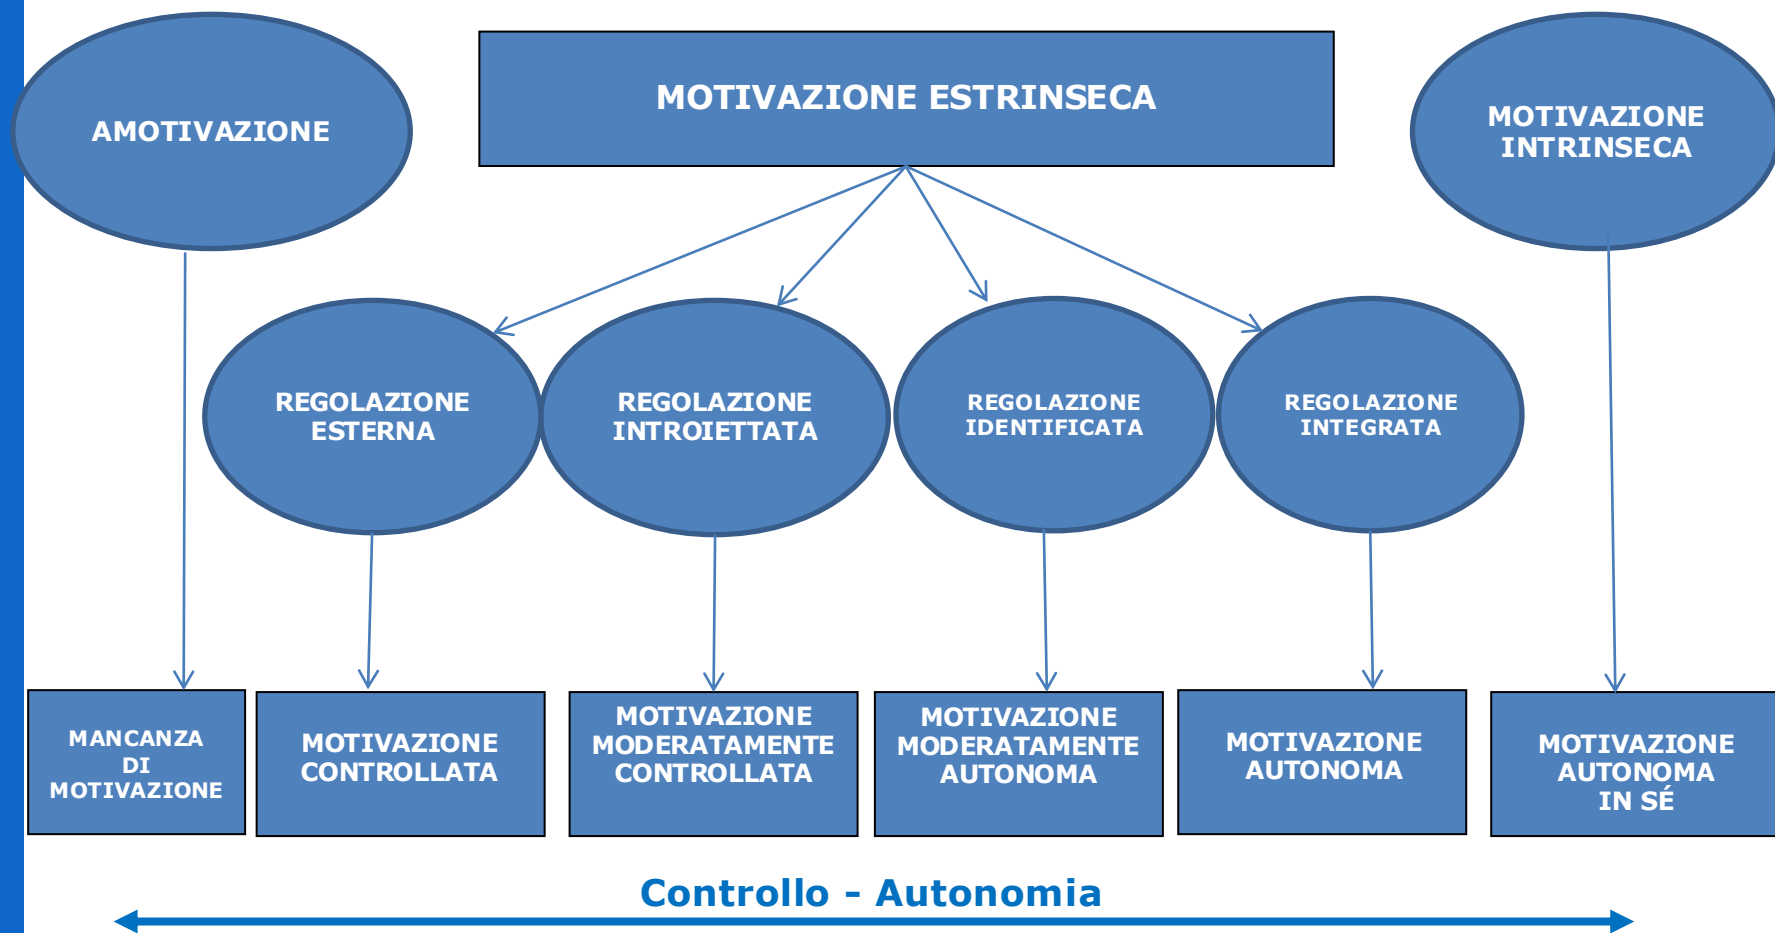 AMOTIVAZIONE
MOTIVAZIONE ESTRINSECA
MOTIVAZIONE
INTRINSECA
REGOLAZIONE
ESTERNA
REGOLAZIONE
INTROIETTATA
REGOLAZIONE
IDENTIFICATA
REGOLAZIONE
INTEGRATA
MANCANZA
DI
MOTIVAZIONE
MOTIVAZIONE
CONTROLLATA
MOTIVAZIONE
MODERATAMENTE
CONTROLLATA
MOTIVAZIONE
MODERATAMENTE
AUTONOMA
MOTIVAZIONE
AUTONOMA
MOTIVAZIONE
AUTONOMA
IN SÉ
Controllo – Autonomia